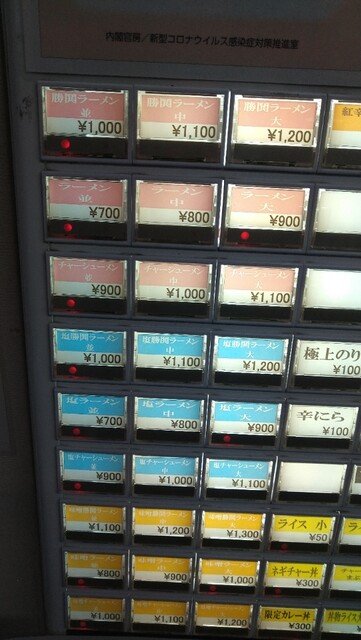 内閣官房/新型コロナウイルス感染症対策推進室
勝閣ラーメン 並 ¥1,000
勝閣ラーメン 中 ¥1,100
勝閣ラーメン 大 ¥1,200
ラーメン 並 ¥700
ラーメン 中 ¥800
ラーメン 大 ¥900
チャーシューメン 並 ¥900
チャーシューメン 中 ¥1,000
チャーシューメン 大 ¥1,100
塩勝閣ラーメン 並 ¥1,000
塩勝閣ラーメン 中 ¥1,100
塩勝閣ラーメン 大 ¥1,200
極上のり ¥100
塩ラーメン 並 ¥700
塩ラーメン 中 ¥800
塩ラーメン 大 ¥900
辛にら ¥100
塩チャーシューメン 並 ¥900
塩チャーシューメン 中 ¥1,000
塩チャーシューメン 大 ¥1,100
¥1,100
¥1,200
¥1,300
ライス 小 ¥50
¥800
¥900
¥1,000
ネギチャー丼 ¥300
¥1,000
¥1,100
¥1,200
限定カレー丼 ¥300